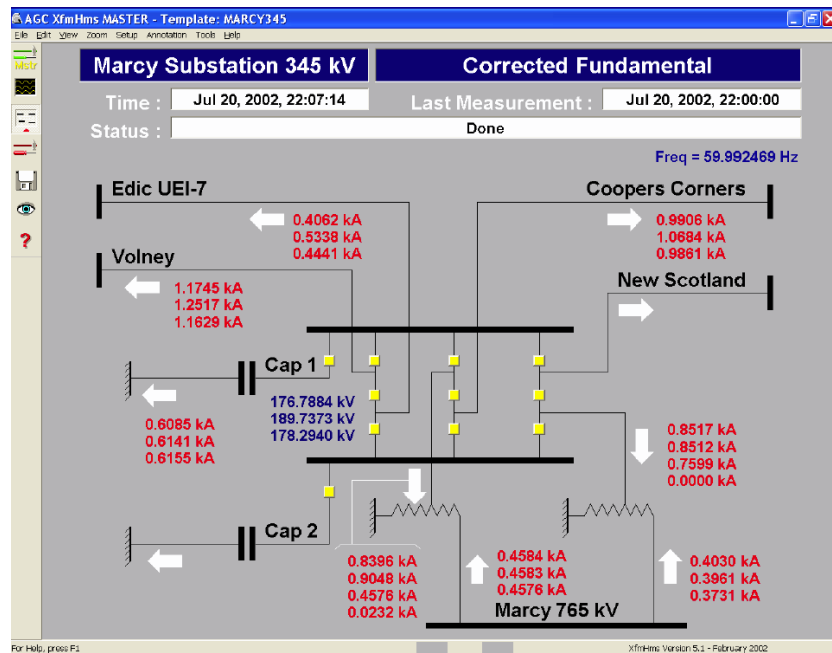 AGC XfmHms MASTER - Template: MARCY345
File Edit View Zoom Setup Annotation Tools Help
Mstr
Marcy Substation 345 kV
Corrected Fundamental
Time : Jul 20, 2002, 22:07:14
Last Measurement : Jul 20, 2002, 22:00:00
Status : Done
Freq = 59.992469 Hz
Edic UEI-7
0.4062 kA
0.5338 kA
0.4441 kA
Coopers Corners
0.9906 kA
1.0684 kA
0.9861 kA
Volney
1.1745 kA
1.2517 kA
1.1629 kA
New Scotland
Cap 1
0.6085 kA
0.6141 kA
0.6155 kA
176.7884 kV
189.7373 kV
178.2940 kV
0.8517 kA
0.8512 kA
0.7599 kA
0.0000 kA
Cap 2
0.8396 kA
0.9048 kA
0.4576 kA
0.0232 kA
0.4584 kA
0.4583 kA
0.4576 kA
0.4030 kA
0.3961 kA
0.3731 kA
Marcy 765 kV
For Help, press F1
XfmHms Version 5.1 - February 2002